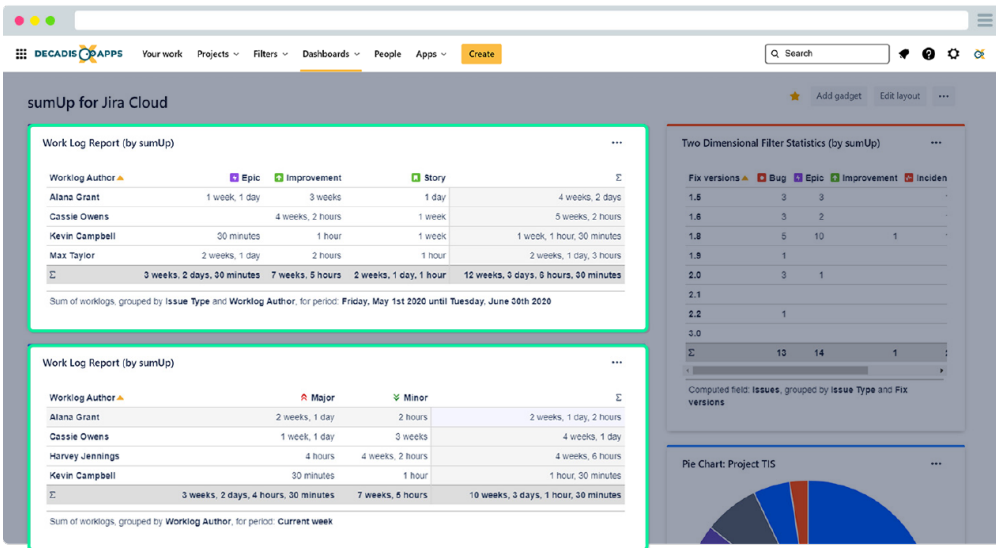 DECADIS APPS Your work Projects Filters Dashboards People Apps Create Search
sumUp for Jira Cloud
Add gadget Edit layout
Work Log Report (by sumUp)
Worklog Author Epic Improvement Story Σ
Alana Grant 1 week, 1 day 3 weeks 1 day 4 weeks, 2 days
Cassie Owens 4 weeks, 2 hours 1 week 5 weeks, 2 hours
Kevin Campbell 30 minutes 1 hour 1 week 1 week, 1 hour, 30 minutes
Max Taylor 2 weeks, 1 day 2 hours 1 hour 2 weeks, 1 day, 3 hours
Σ 3 weeks, 2 days, 30 minutes 7 weeks, 5 hours 2 weeks, 1 day, 1 hour 12 weeks, 3 days, 6 hours, 30 minutes
Sum of worklogs, grouped by Issue Type and Worklog Author, for period: Friday, May 1st 2020 until Tuesday, June 30th 2020
Work Log Report (by sumUp)
Worklog Author Major Minor Σ
Alana Grant 2 weeks, 1 day 2 hours 2 weeks, 1 day, 2 hours
Cassie Owens 1 week, 1 day 3 weeks 4 weeks, 1 day
Harvey Jennings 4 hours 4 weeks, 2 hours 4 weeks, 6 hours
Kevin Campbell 30 minutes 1 hour 1 hour, 30 minutes
Σ 3 weeks, 2 days, 4 hours, 30 minutes 7 weeks, 5 hours 10 weeks, 3 days, 1 hour, 30 minutes
Sum of worklogs, grouped by Worklog Author, for period: Current week
Two Dimensional Filter Statistics (by sumUp)
Fix versions Bug Epic Improvement Inciden
1.5 3 3
1.6 3 2
1.8 5 10 1
1.9 1
2.0 3 1
2.1
2.2 1
3.0
Σ 13 14 1
Computed field: Issues, grouped by Issue Type and Fix
versions
Pie Chart: Project TIS